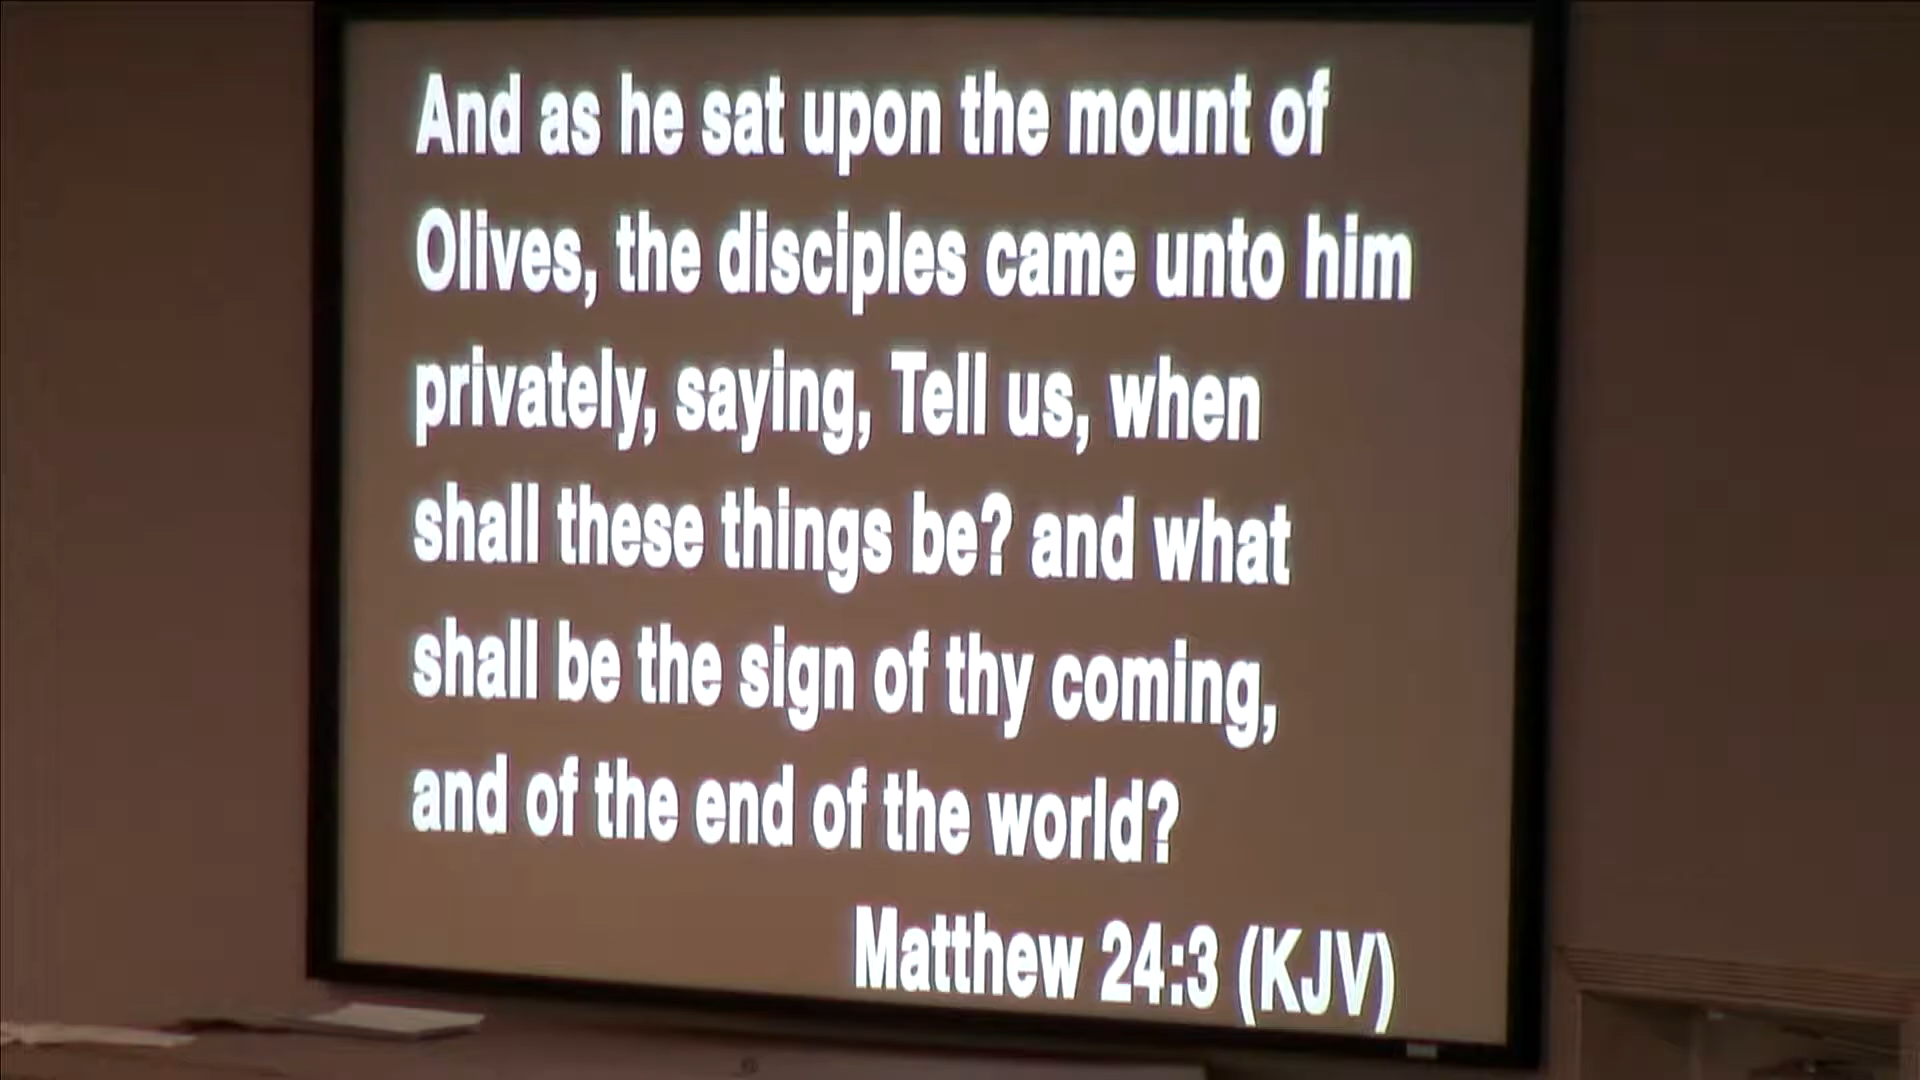 And as he sat upon the mount of
Olives, the disciples came unto him
privately, saying, Tell us, when
shall these things be? and what
shall be the sign of thy coming,
and of the end of the world?
Matthew 24:3 (KJV)